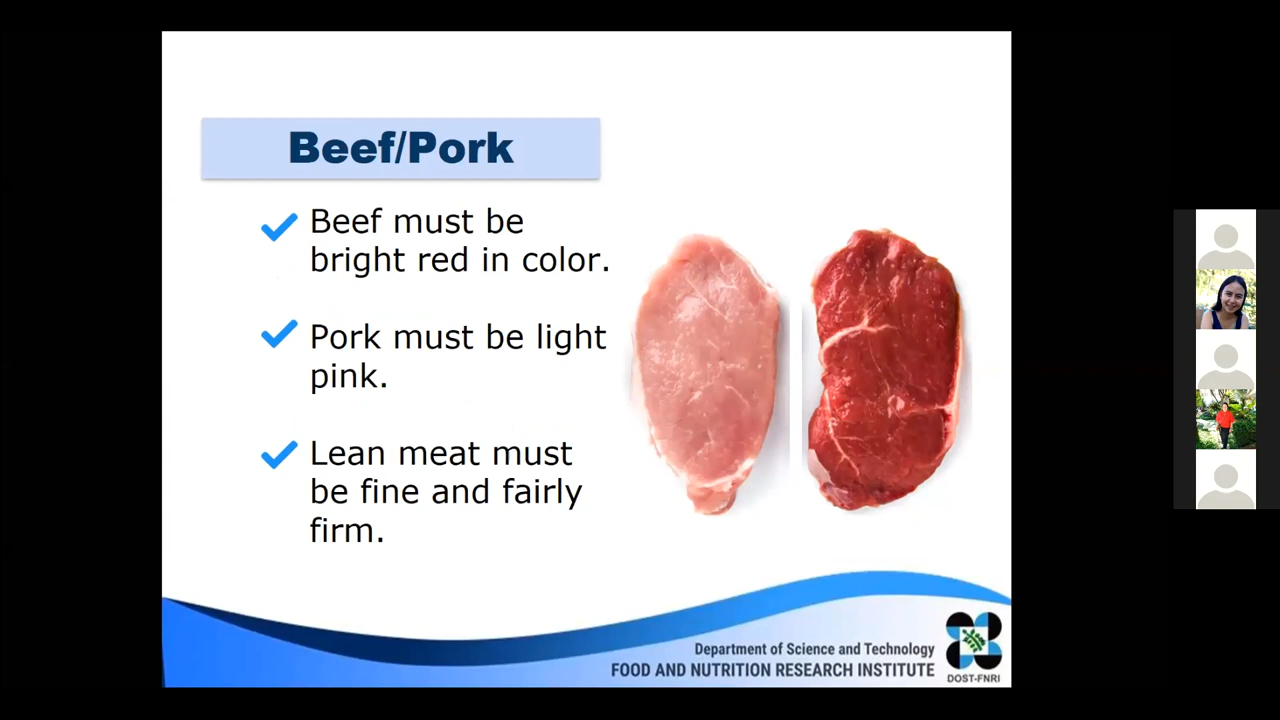 Beef/Pork
Beef must be
bright red in color.
Pork must be light
pink.
Lean meat must
be fine and fairly
firm.
Department of Science and Technology
FOOD AND NUTRITION RESEARCH INSTITUTE
DOST-FNRI